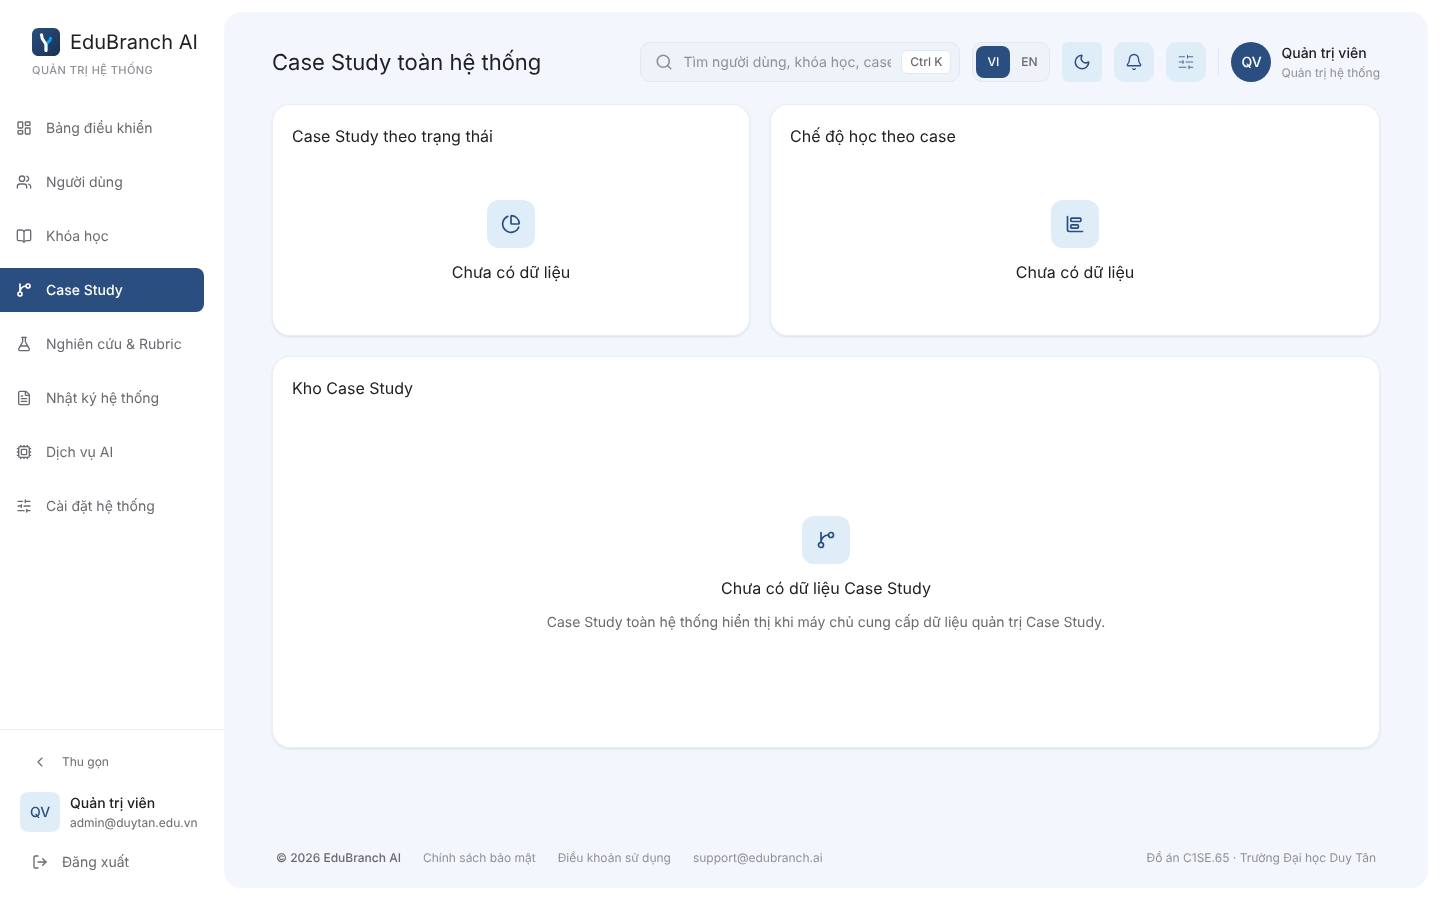 EduBranch AI
QUẢN TRỊ HỆ THỐNG
Bảng điều khiển
Người dùng
Khóa học
Case Study
Nghiên cứu & Rubric
Nhật ký hệ thống
Dịch vụ AI
Cài đặt hệ thống
Thu gọn
QV
Quản trị viên
admin@duytan.edu.vn
Đăng xuất
Case Study toàn hệ thống
Tìm người dùng, khóa học, case
Ctrl K
VI
EN
QV
Quản trị viên
Quản trị hệ thống
Case Study theo trạng thái
Chưa có dữ liệu
Chế độ học theo case
Chưa có dữ liệu
Kho Case Study
Chưa có dữ liệu Case Study
Case Study toàn hệ thống hiển thị khi máy chủ cung cấp dữ liệu quản trị Case Study.
© 2026 EduBranch AI
Chính sách bảo mật
Điều khoản sử dụng
support@edubranch.ai
Đồ án C1SE.65 · Trường Đại học Duy Tân